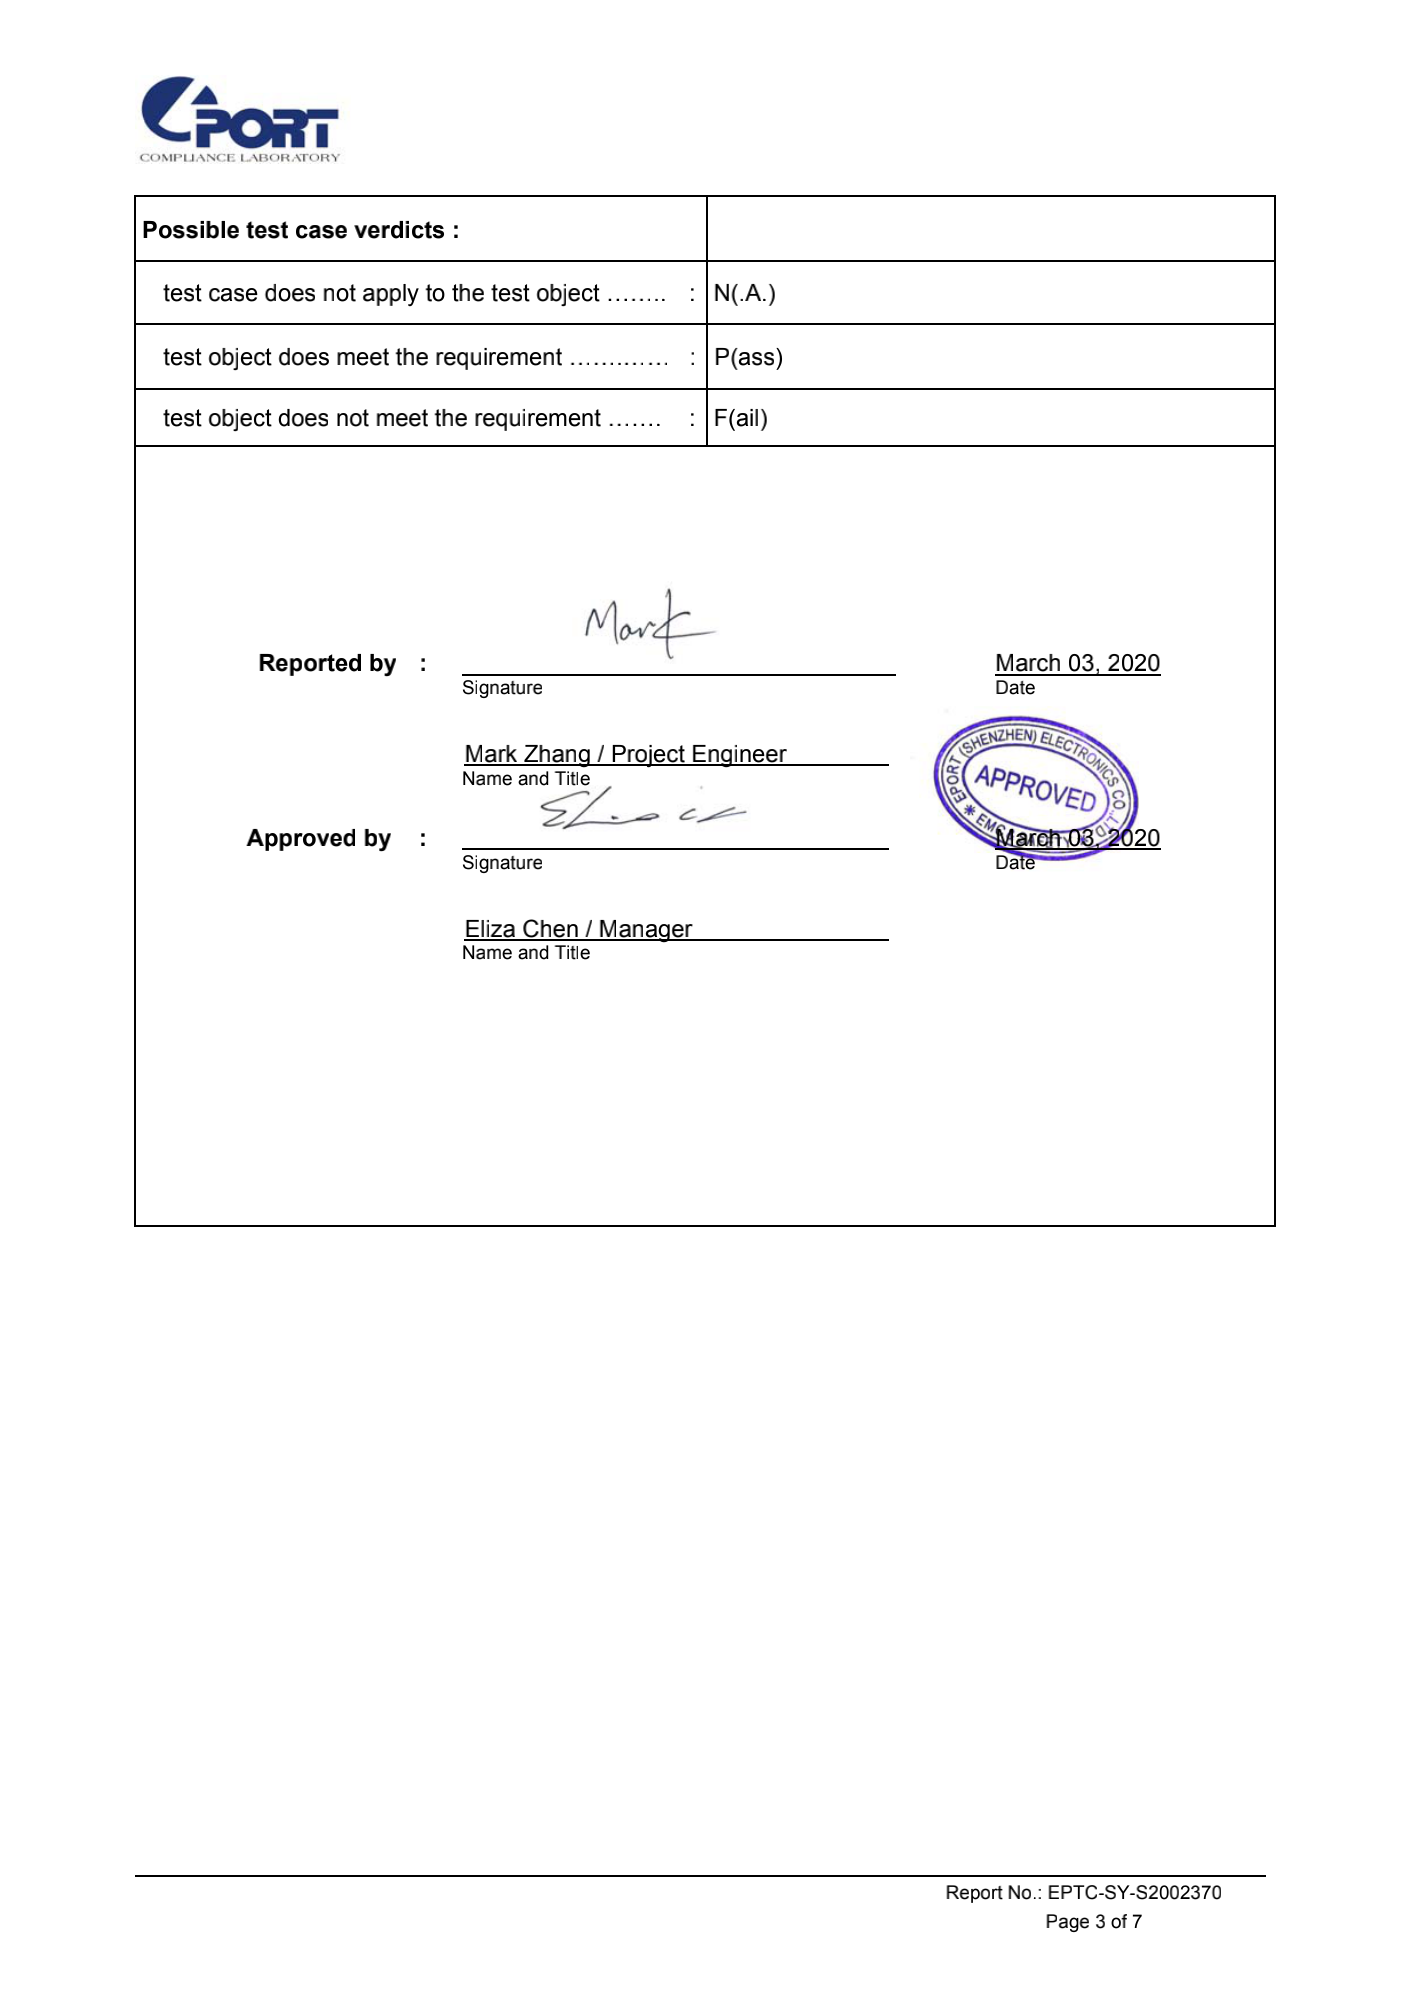 ePORT
COMPLIANCE LABORATORY
Possible test case verdicts :
test case does not apply to the test object …….. : N(.A.)
test object does meet the requirement ………… : P(ass)
test object does not meet the requirement ……. : F(ail)
Mark
Reported by : March 03, 2020
Signature Date
Mark Zhang / Project Engineer
Name and Title
EPORT (SHENZHEN) ELECTRONICS CO.,LTD
APPROVED
Approved by : March 03, 2020
Signature Date
Eliza Chen / Manager
Name and Title
Report No.: EPTC-SY-S2002370
Page 3 of 7